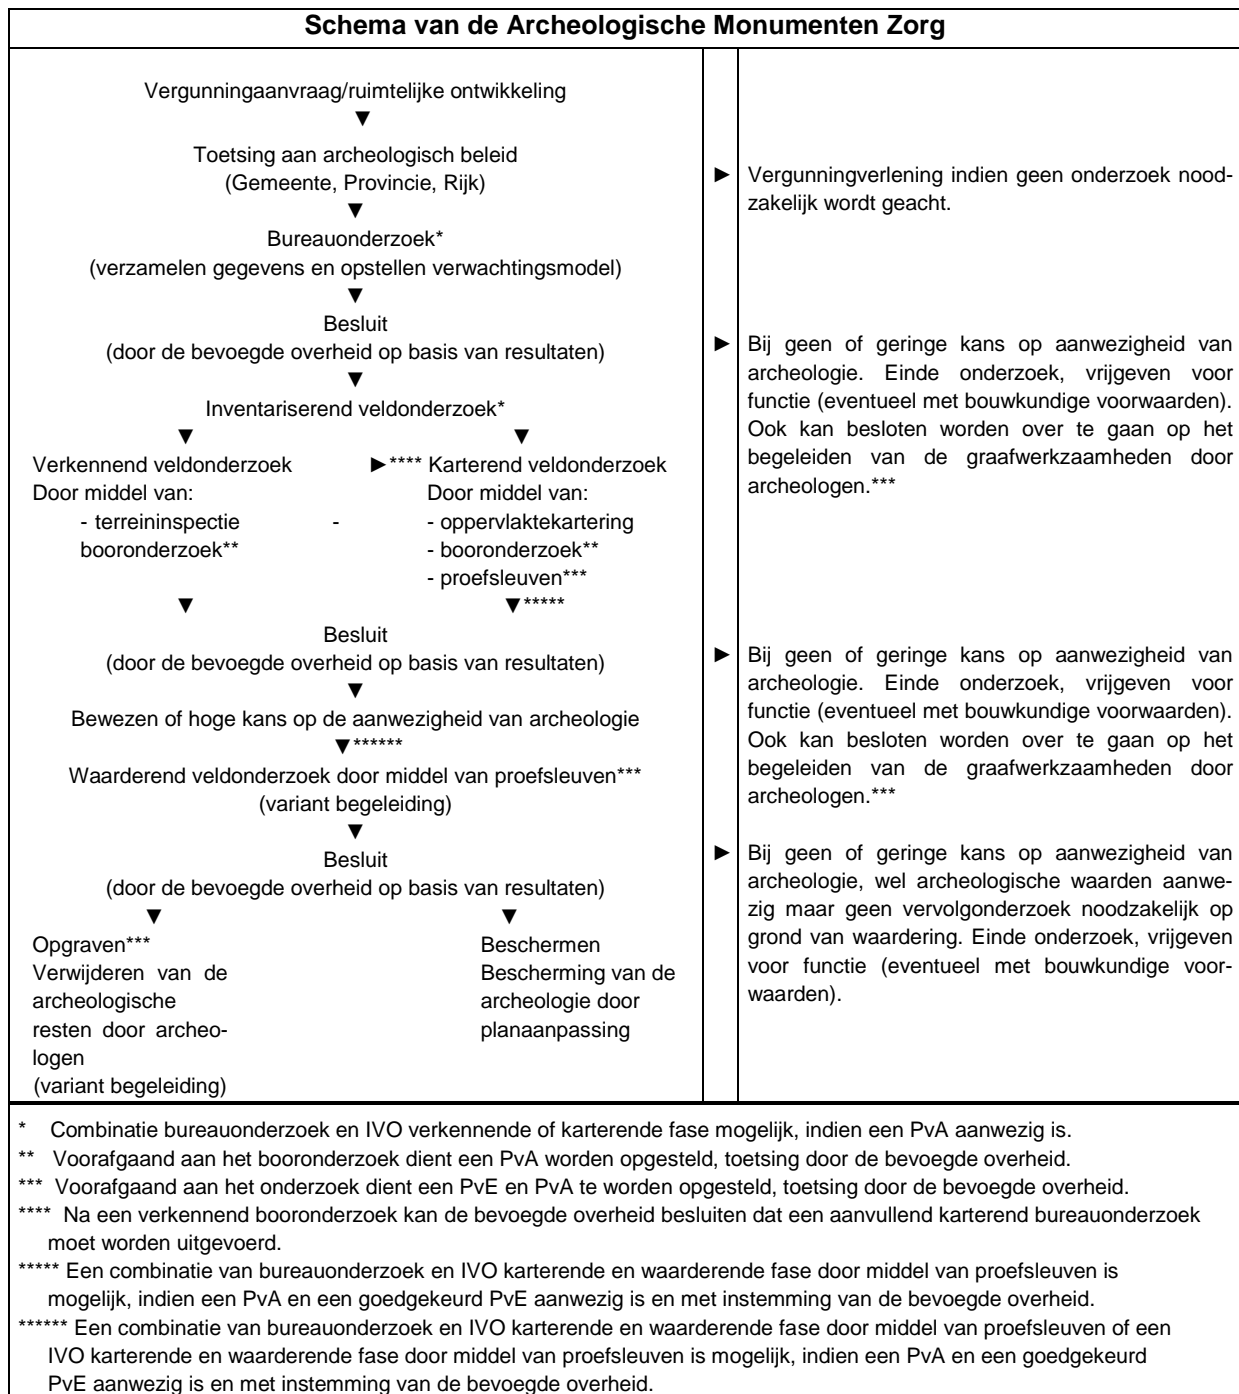 Schema van de Archeologische Monumenten Zorg
Vergunningaanvraag/ruimtelijke ontwikkeling
▼
Toetsing aan archeologisch beleid
(Gemeente, Provincie, Rijk)
▼
Bureauonderzoek*
(verzamelen gegevens en opstellen verwachtingsmodel)
▼
Besluit
(door de bevoegde overheid op basis van resultaten)
▼
Inventariserend veldonderzoek*
▼ ▼
Verkennend veldonderzoek ►**** Karterend veldonderzoek
Door middel van: Door middel van:
- terreininspectie - - oppervlaktekartering
booronderzoek** - booronderzoek**
- proefsleuven***
▼ ▼*****
Besluit
(door de bevoegde overheid op basis van resultaten)
▼
Bewezen of hoge kans op de aanwezigheid van archeologie
▼******
Waarderend veldonderzoek door middel van proefsleuven***
(variant begeleiding)
▼
Besluit
(door de bevoegde overheid op basis van resultaten)
▼ ▼
Opgraven***
Verwijderen van de
archeologische
resten door archeo-
logen
(variant begeleiding)
Beschermen
Bescherming van de
archeologie door
planaanpassing
► Vergunningverlening indien geen onderzoek nood-
zakelijk wordt geacht.
► Bij geen of geringe kans op aanwezigheid van
archeologie. Einde onderzoek, vrijgeven voor
functie (eventueel met bouwkundige voorwaarden).
Ook kan besloten worden over te gaan op het
begeleiden van de graafwerkzaamheden door
archeologen.***
► Bij geen of geringe kans op aanwezigheid van
archeologie. Einde onderzoek, vrijgeven voor
functie (eventueel met bouwkundige voorwaarden).
Ook kan besloten worden over te gaan op het
begeleiden van de graafwerkzaamheden door
archeologen.***
► Bij geen of geringe kans op aanwezigheid van
archeologie, wel archeologische waarden aanwe-
zig maar geen vervolgonderzoek noodzakelijk op
grond van waardering. Einde onderzoek, vrijgeven
voor functie (eventueel met bouwkundige voor-
waarden).
* Combinatie bureauonderzoek en IVO verkennende of karterende fase mogelijk, indien een PvA aanwezig is.
** Voorafgaand aan het booronderzoek dient een PvA worden opgesteld, toetsing door de bevoegde overheid.
*** Voorafgaand aan het onderzoek dient een PvE en PvA te worden opgesteld, toetsing door de bevoegde overheid.
**** Na een verkennend booronderzoek kan de bevoegde overheid besluiten dat een aanvullend karterend bureauonderzoek
moet worden uitgevoerd.
***** Een combinatie van bureauonderzoek en IVO karterende en waarderende fase door middel van proefsleuven is
mogelijk, indien een PvA en een goedgekeurd PvE aanwezig is en met instemming van de bevoegde overheid.
****** Een combinatie van bureauonderzoek en IVO karterende en waarderende fase door middel van proefsleuven of een
IVO karterende en waarderende fase door middel van proefsleuven is mogelijk, indien een PvA en een goedgekeurd
PvE aanwezig is en met instemming van de bevoegde overheid.